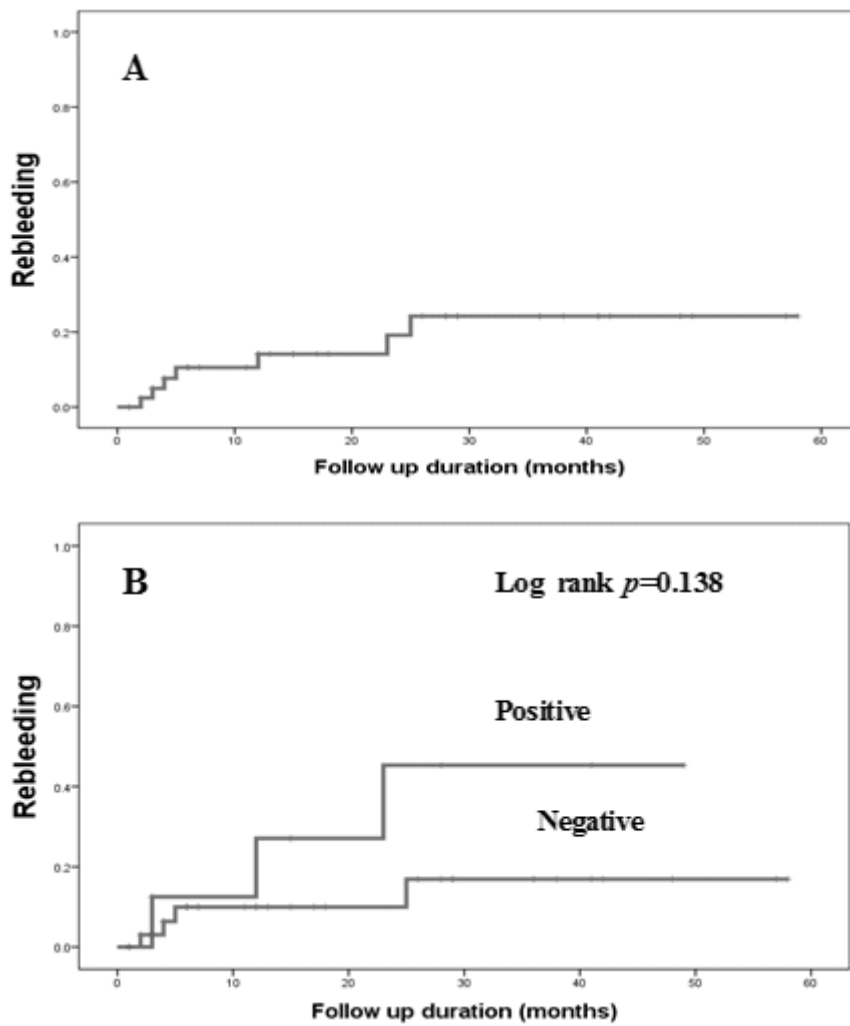 1.0
A
0.8
0.6
Rebleeding
0.4
0.2
0.0
0 10 20 30 40 50 60
Follow up duration (months)
1.0
B
Log rank p=0.138
0.8
Positive
0.6
Rebleeding
0.4
Negative
0.2
0.0
0 10 20 30 40 50 60
Follow up duration (months)